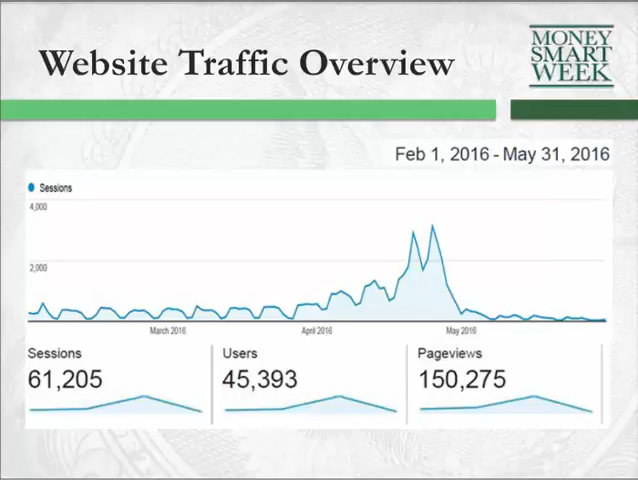 Website Traffic Overview
MONEY
SMART
WEEK
Feb 1, 2016 - May 31, 2016
Sessions
4,000
2,000
March 2016
April 2016
May 2016
Sessions
61,205
Users
45,393
Pageviews
150,275